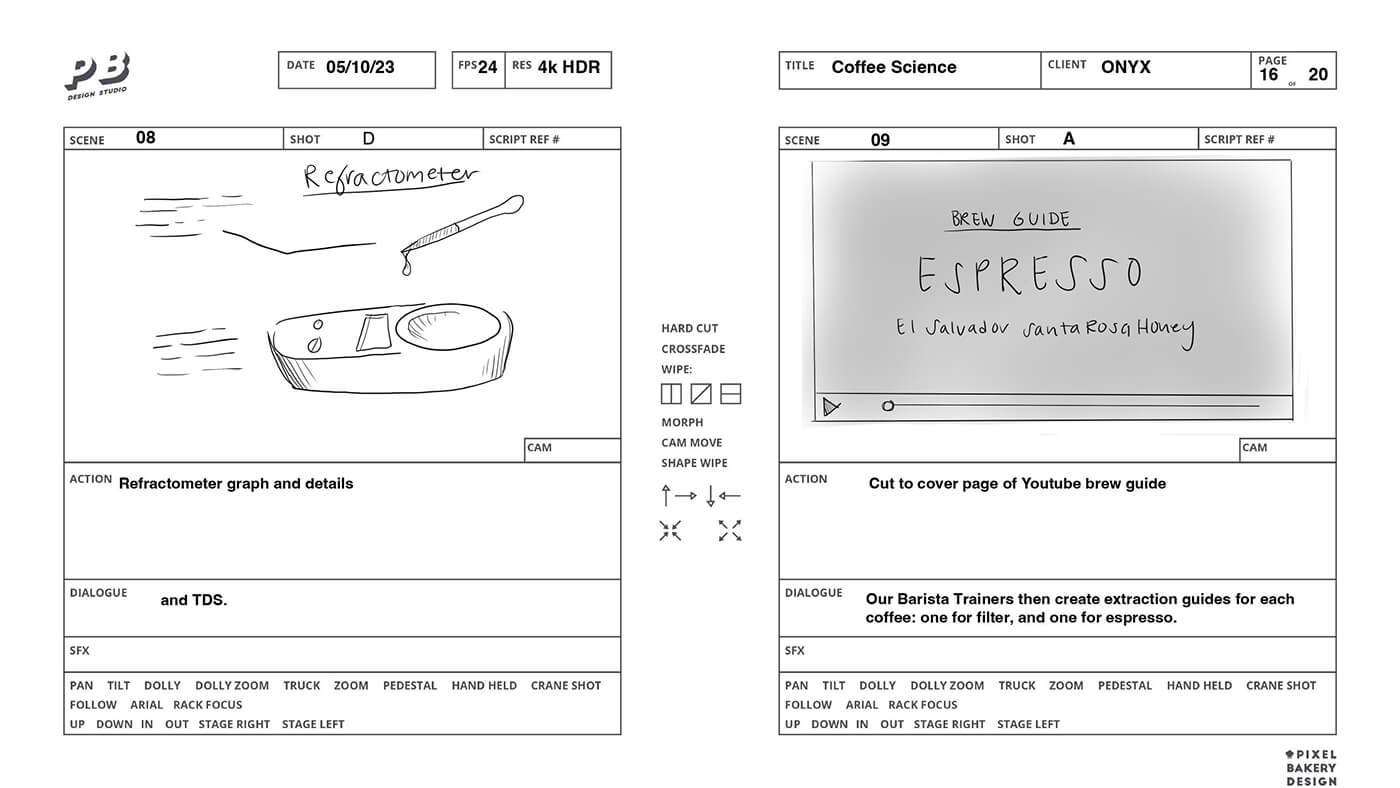 PB
DESIGN STUDIO
DATE 05/10/23
FPS 24 RES 4k HDR
TITLE Coffee Science
CLIENT ONYX
PAGE 16 OF 20
SCENE 08 SHOT D SCRIPT REF #
Refractometer
CAM
ACTION Refractometer graph and details
DIALOGUE and TDS.
SFX
PAN TILT DOLLY DOLLY ZOOM TRUCK ZOOM PEDESTAL HAND HELD CRANE SHOT
FOLLOW ARIAL RACK FOCUS
UP DOWN IN OUT STAGE RIGHT STAGE LEFT
HARD CUT
CROSSFADE
WIPE:
MORPH
CAM MOVE
SHAPE WIPE
SCENE 09 SHOT A SCRIPT REF #
BREW GUIDE
ESPRESSO
El Salvador Santa Rosa Honey
CAM
ACTION Cut to cover page of Youtube brew guide
DIALOGUE Our Barista Trainers then create extraction guides for each
coffee: one for filter, and one for espresso.
SFX
PAN TILT DOLLY DOLLY ZOOM TRUCK ZOOM PEDESTAL HAND HELD CRANE SHOT
FOLLOW ARIAL RACK FOCUS
UP DOWN IN OUT STAGE RIGHT STAGE LEFT
PIXEL
BAKERY
DESIGN